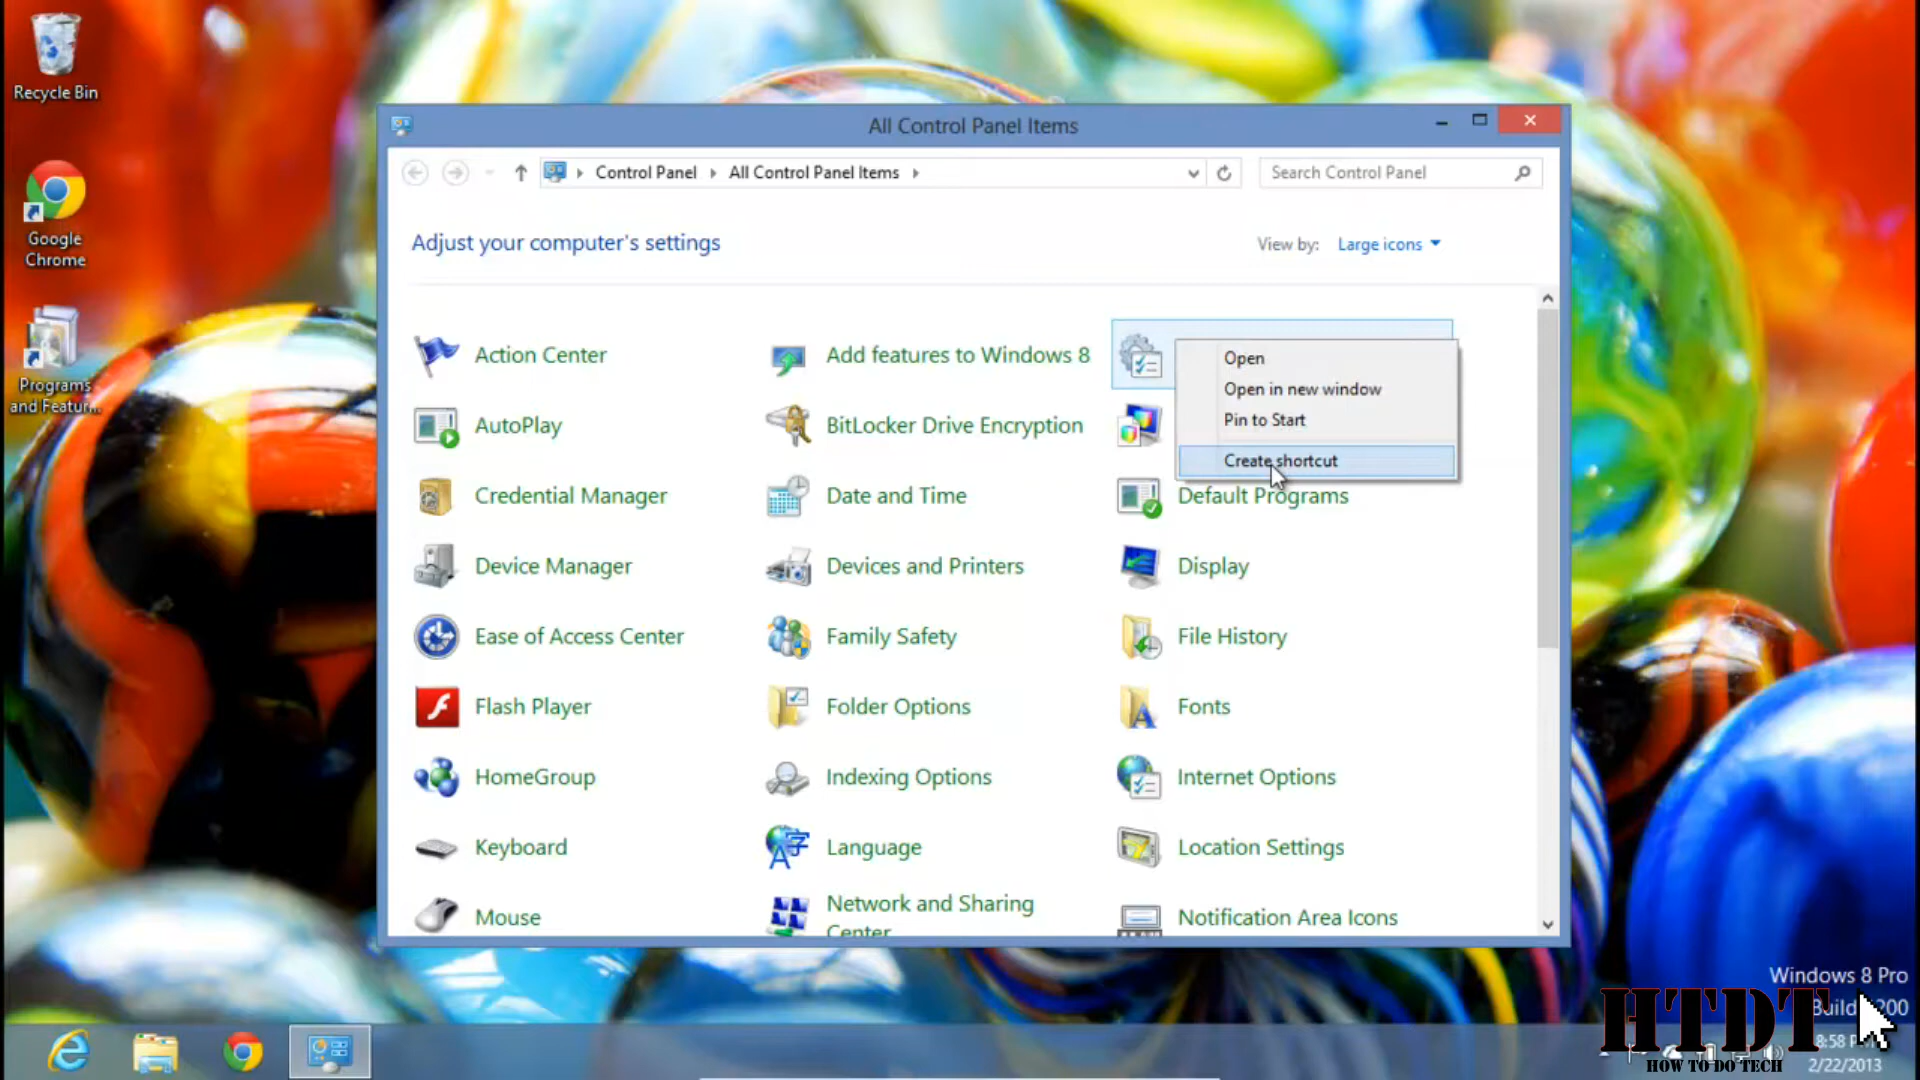 Recycle Bin
Google
Chrome
Programs
and Featur...
All Control Panel Items
Control Panel
All Control Panel Items
Search Control Panel
Adjust your computer's settings
View by:
Large icons
Action Center
Add features to Windows 8
Open
Open in new window
Pin to Start
Create shortcut
AutoPlay
BitLocker Drive Encryption
Credential Manager
Date and Time
Default Programs
Device Manager
Devices and Printers
Display
Ease of Access Center
Family Safety
File History
Flash Player
Folder Options
Fonts
HomeGroup
Indexing Options
Internet Options
Keyboard
Language
Location Settings
Mouse
Network and Sharing
Center
Notification Area Icons
Windows 8 Pro
HTDT
HOW TO DO TECH
8:58 PM
2/22/2013